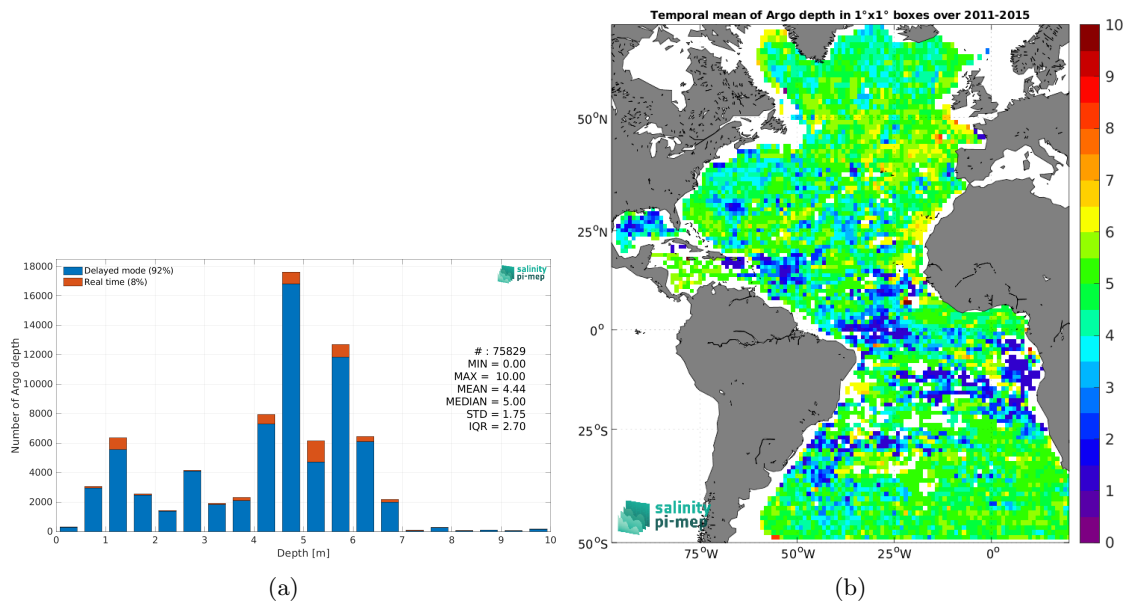 18000
16000
14000
12000
10000
8000
6000
4000
2000
0
Number of Argo depth
Delayed mode (92%)
Real time (8%)
salinity
pi-mep
# : 75829
MIN = 0.00
MAX = 10.00
MEAN = 4.44
MEDIAN = 5.00
STD = 1.75
IQR = 2.70
0 1 2 3 4 5 6 7 8 9 10
Depth [m]
(a)
Temporal mean of Argo depth in 1°x1° boxes over 2011-2015
50°N
25°N
0°
25°S
50°S
75°W 50°W 25°W 0°
salinity
pi-mep
10
9
8
7
6
5
4
3
2
1
0
(b)